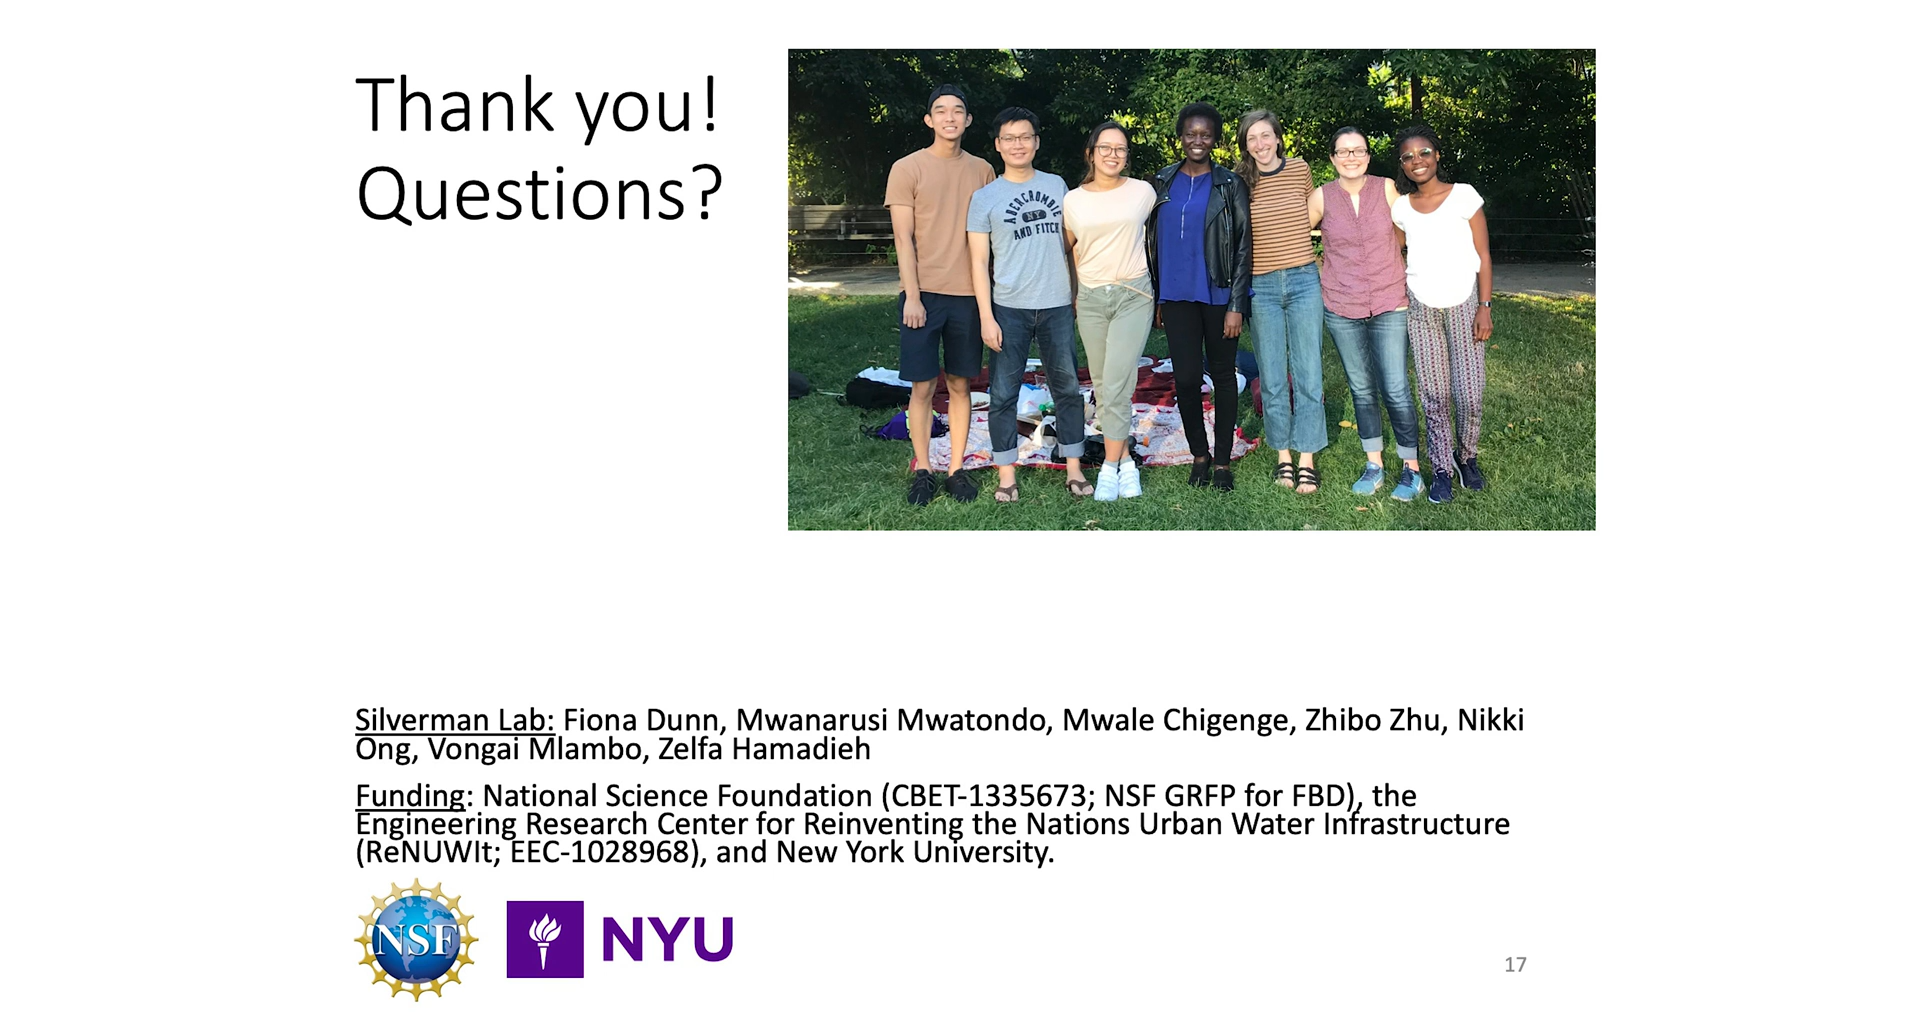 Thank you!
Questions?
ABERCROMBIE
NY
AND FITCH
Silverman Lab: Fiona Dunn, Mwanarusi Mwatondo, Mwale Chigenge, Zhibo Zhu, Nikki
Ong, Vongai Mlambo, Zelfa Hamadieh
Funding: National Science Foundation (CBET-1335673; NSF GRFP for FBD), the
Engineering Research Center for Reinventing the Nations Urban Water Infrastructure
(ReNUWIt; EEC-1028968), and New York University.
NSF
NYU
17